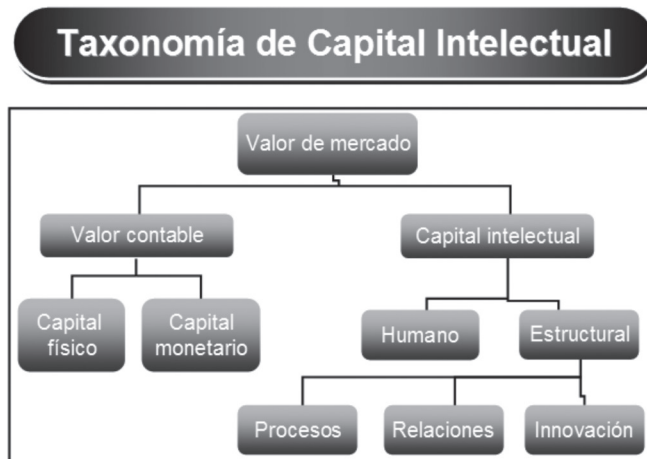 Taxonomía de Capital Intelectual
Valor de mercado
Valor contable
Capital intelectual
Capital
físico
Capital
monetario
Humano
Estructural
Procesos
Relaciones
Innovación